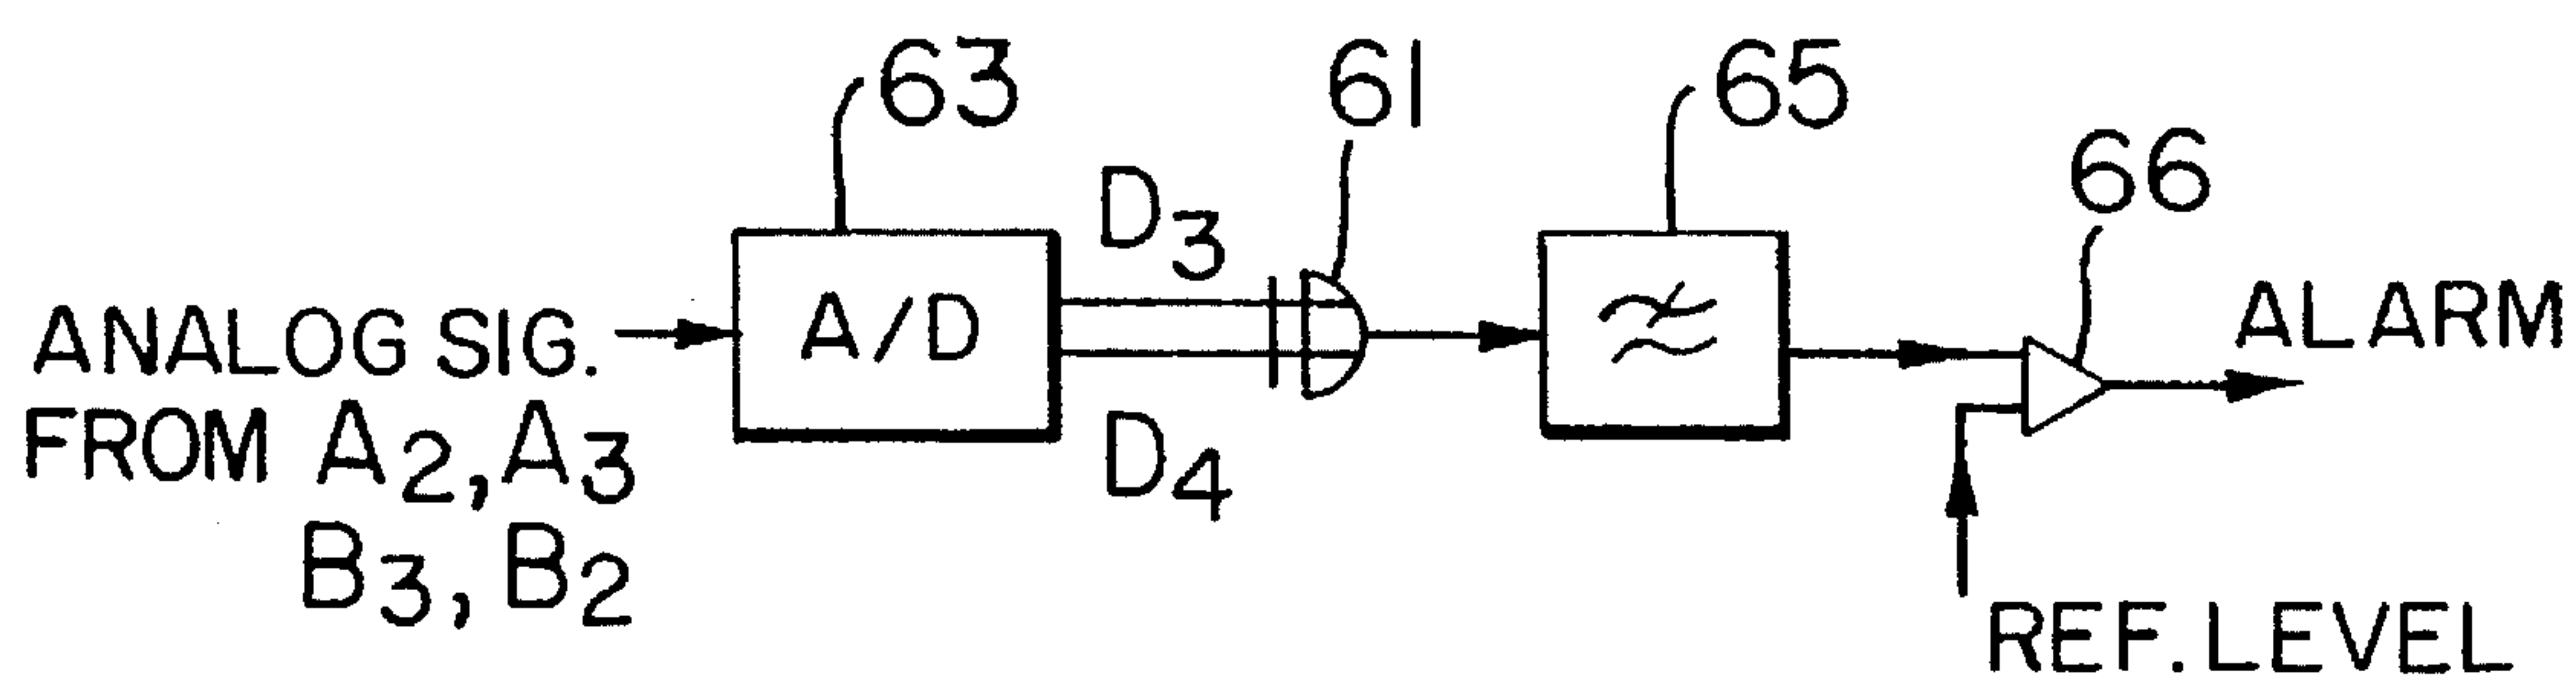 63
61
65
66
D3
A/D
D4
ANALOG SIG.
FROM A2, A3
B3, B2
ALARM
REF. LEVEL